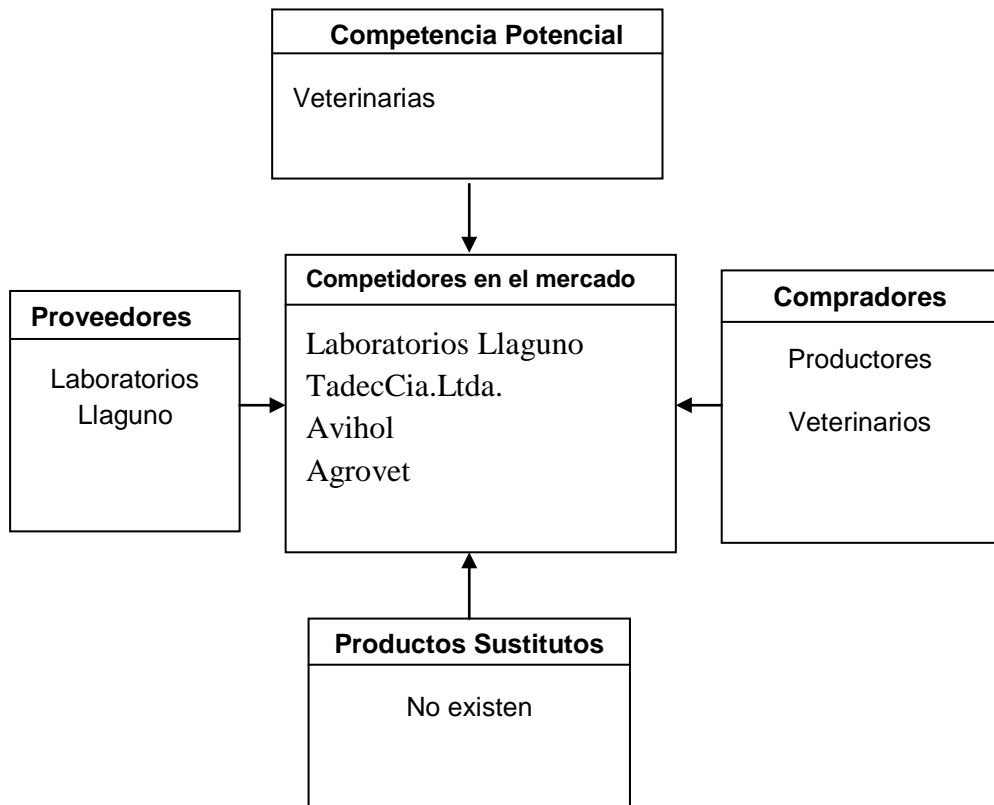 Competencia Potencial
Veterinarias
Competidores en el mercado
Laboratorios Llaguno
TadecCia.Ltda.
Avihol
Agrovet
Proveedores
Laboratorios
Llaguno
Compradores
Productores
Veterinarios
Productos Sustitutos
No existen